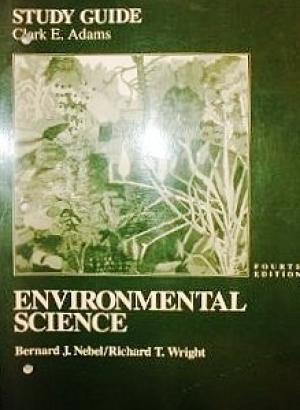 STUDY GUIDE
Clark E. Adams
FOURTH
EDITION
ENVIRONMENTAL
SCIENCE
Bernard J. Nebel/Richard T. Wright